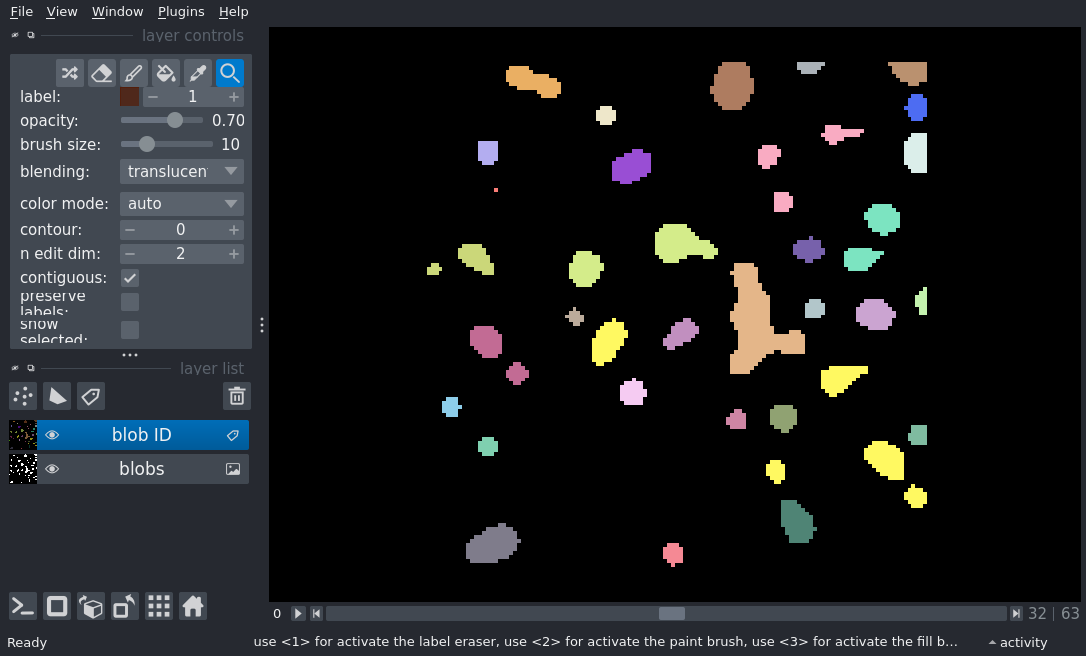 File View Window Plugins Help
layer controls
label: 1
opacity: 0.70
brush size: 10
blending: translucen
color mode: auto
contour: 0
n edit dim: 2
contiguous:
preserve
labels:
show
selected:
layer list
blob ID
blobs
0 32 63
Ready use <1> for activate the label eraser, use <2> for activate the paint brush, use <3> for activate the fill b... activity